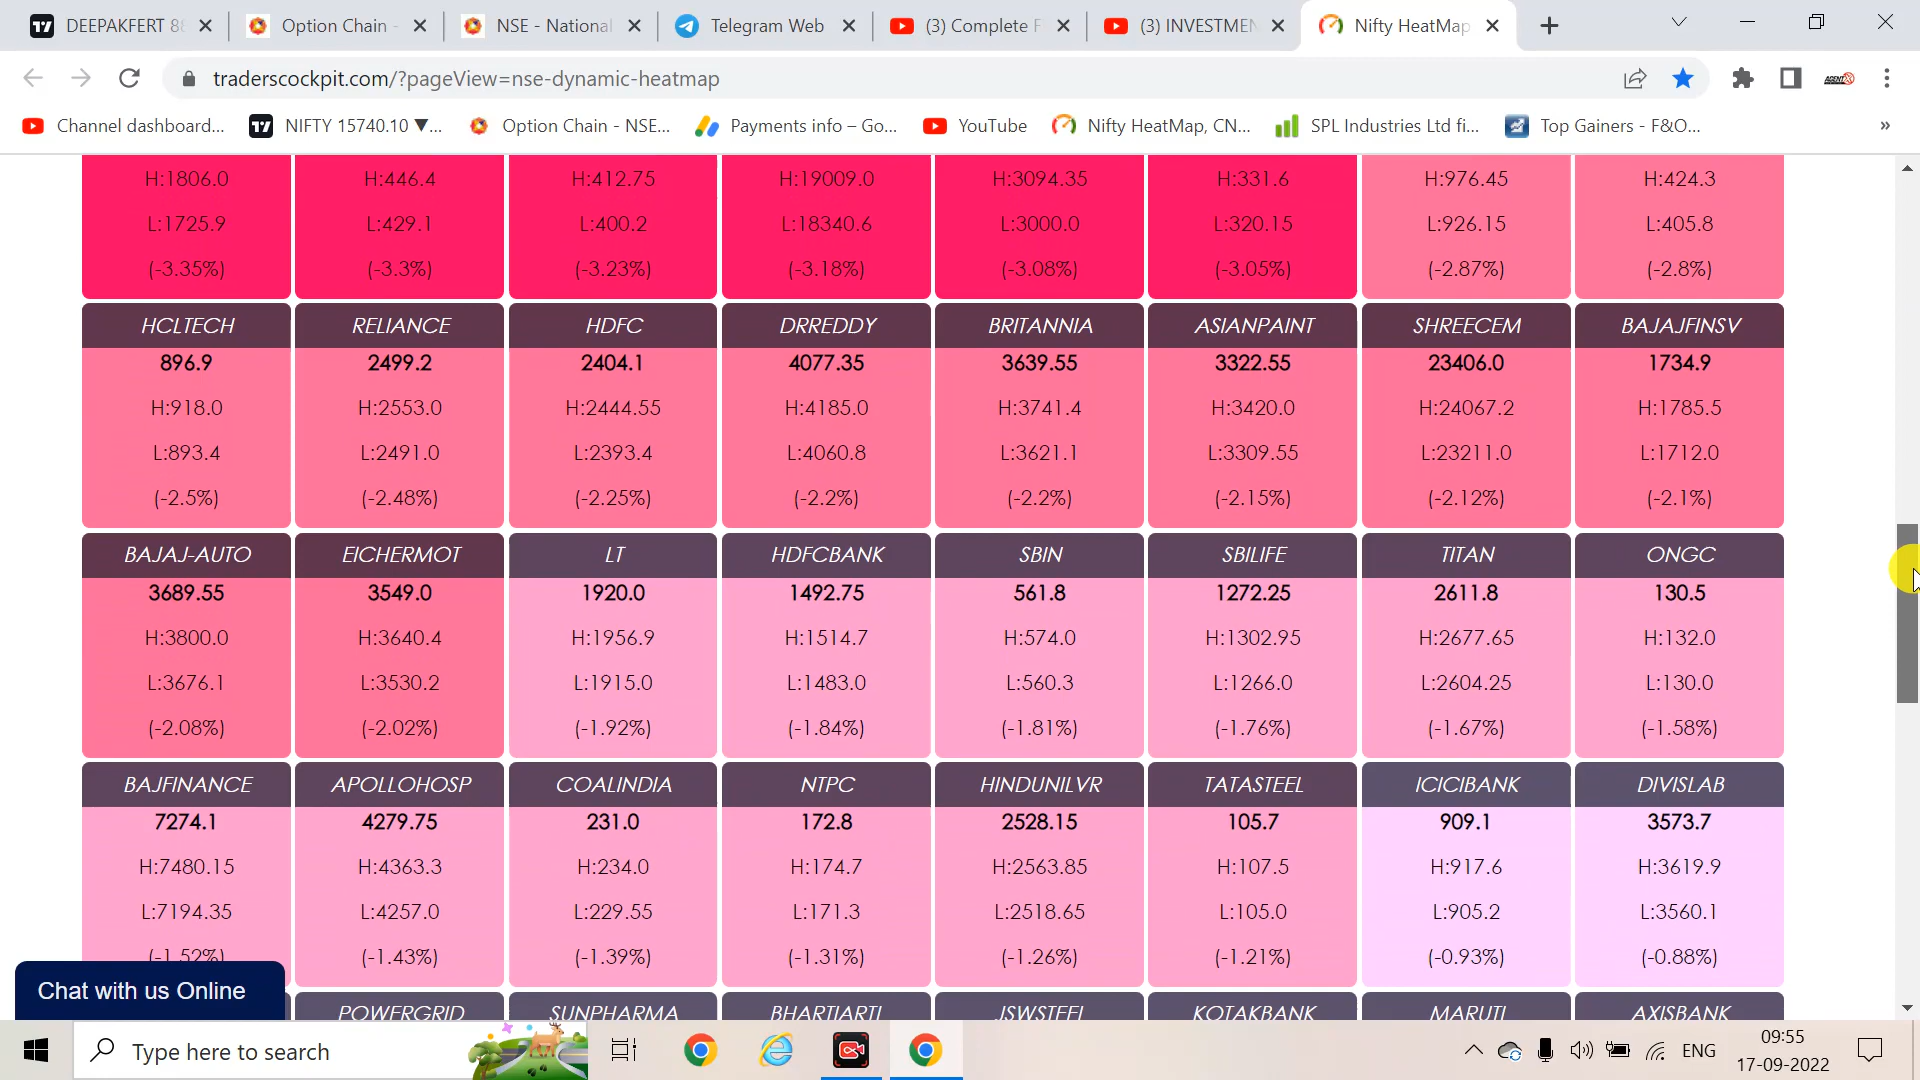 DEEPAKFERT 88
Option Chain -
NSE - National
Telegram Web
(3) Complete F
(3) INVESTMEN
Nifty HeatMap
traderscockpit.com/?pageView=nse-dynamic-heatmap
Channel dashboard...
NIFTY 15740.10 ▼...
Option Chain - NSE...
Payments info – Go...
YouTube
Nifty HeatMap, CN...
SPL Industries Ltd fi...
Top Gainers - F&O...
»
H:1806.0 H:446.4 H:412.75 H:19009.0 H:3094.35 H:331.6 H:976.45 H:424.3
L:1725.9 L:429.1 L:400.2 L:18340.6 L:3000.0 L:320.15 L:926.15 L:405.8
(-3.35%) (-3.3%) (-3.23%) (-3.18%) (-3.08%) (-3.05%) (-2.87%) (-2.8%)
HCLTECH RELIANCE HDFC DRREDDY BRITANNIA ASIANPAINT SHREECEM BAJAJFINSV
896.9 2499.2 2404.1 4077.35 3639.55 3322.55 23406.0 1734.9
H:918.0 H:2553.0 H:2444.55 H:4185.0 H:3741.4 H:3420.0 H:24067.2 H:1785.5
L:893.4 L:2491.0 L:2393.4 L:4060.8 L:3621.1 L:3309.55 L:23211.0 L:1712.0
(-2.5%) (-2.48%) (-2.25%) (-2.2%) (-2.2%) (-2.15%) (-2.12%) (-2.1%)
BAJAJ-AUTO EICHERMOT LT HDFCBANK SBIN SBILIFE TITAN ONGC
3689.55 3549.0 1920.0 1492.75 561.8 1272.25 2611.8 130.5
H:3800.0 H:3640.4 H:1956.9 H:1514.7 H:574.0 H:1302.95 H:2677.65 H:132.0
L:3676.1 L:3530.2 L:1915.0 L:1483.0 L:560.3 L:1266.0 L:2604.25 L:130.0
(-2.08%) (-2.02%) (-1.92%) (-1.84%) (-1.81%) (-1.76%) (-1.67%) (-1.58%)
BAJFINANCE APOLLOHOSP COALINDIA NTPC HINDUNILVR TATASTEEL ICICIBANK DIVISLAB
7274.1 4279.75 231.0 172.8 2528.15 105.7 909.1 3573.7
H:7480.15 H:4363.3 H:234.0 H:174.7 H:2563.85 H:107.5 H:917.6 H:3619.9
L:7194.35 L:4257.0 L:229.55 L:171.3 L:2518.65 L:105.0 L:905.2 L:3560.1
(-1.52%) (-1.43%) (-1.39%) (-1.31%) (-1.26%) (-1.21%) (-0.93%) (-0.88%)
Chat with us Online
POWERGRID SUNPHARMA BHARTIARTL JSWSTEEL KOTAKBANK MARUTI AXISBANK
Type here to search
ENG
09:55
17-09-2022